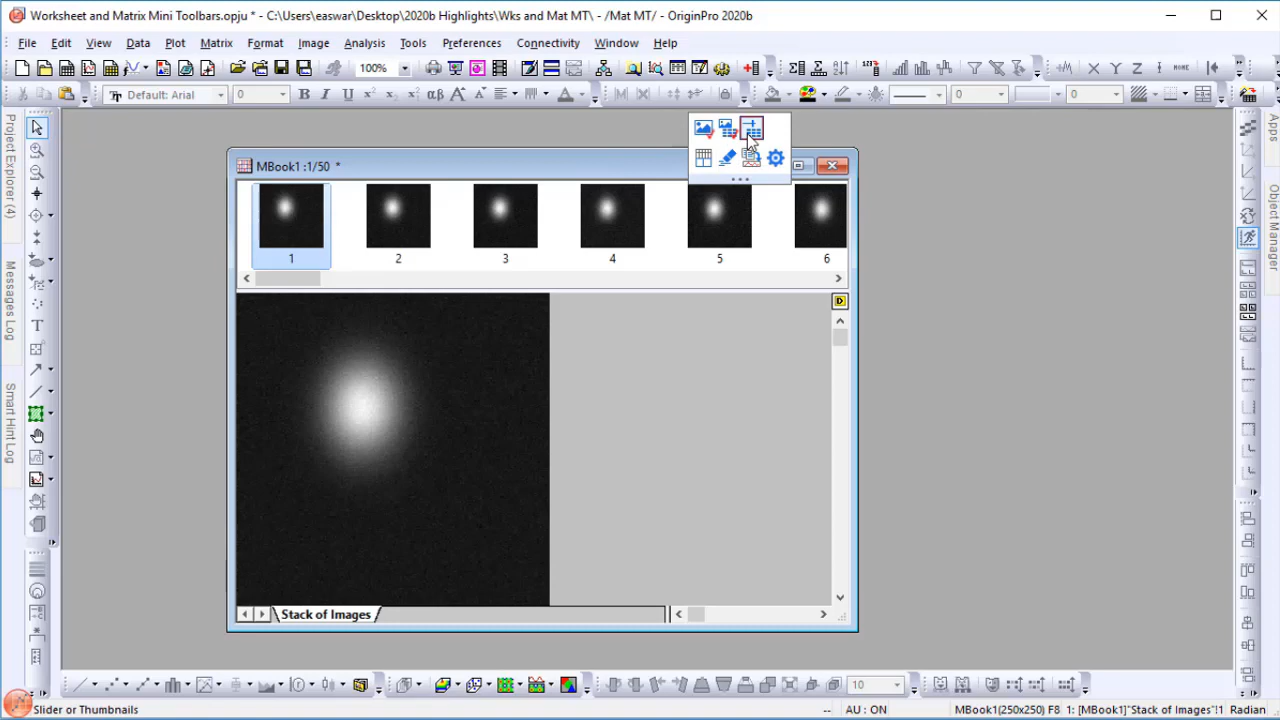 Worksheet and Matrix Mini Toolbars.opju * - C:\Users\easwar\Desktop\2020b Highlights\Wks and Mat MT\ - /Mat MT/ - OriginPro 2020b
File Edit View Data Plot Matrix Format Image Analysis Tools Preferences Connectivity Window Help
100%
Default: Arial 0 B I U 0 0
Project Explorer (4)
Messages Log
Smart Hint Log
Apps
Object Manager
MBook1 :1/50 *
1 2 3 4 5 6
D
Stack of Images
10
Slider or Thumbnails -- AU : ON MBook1(250x250) F8 1: [MBook1]"Stack of Images"!1 Radian